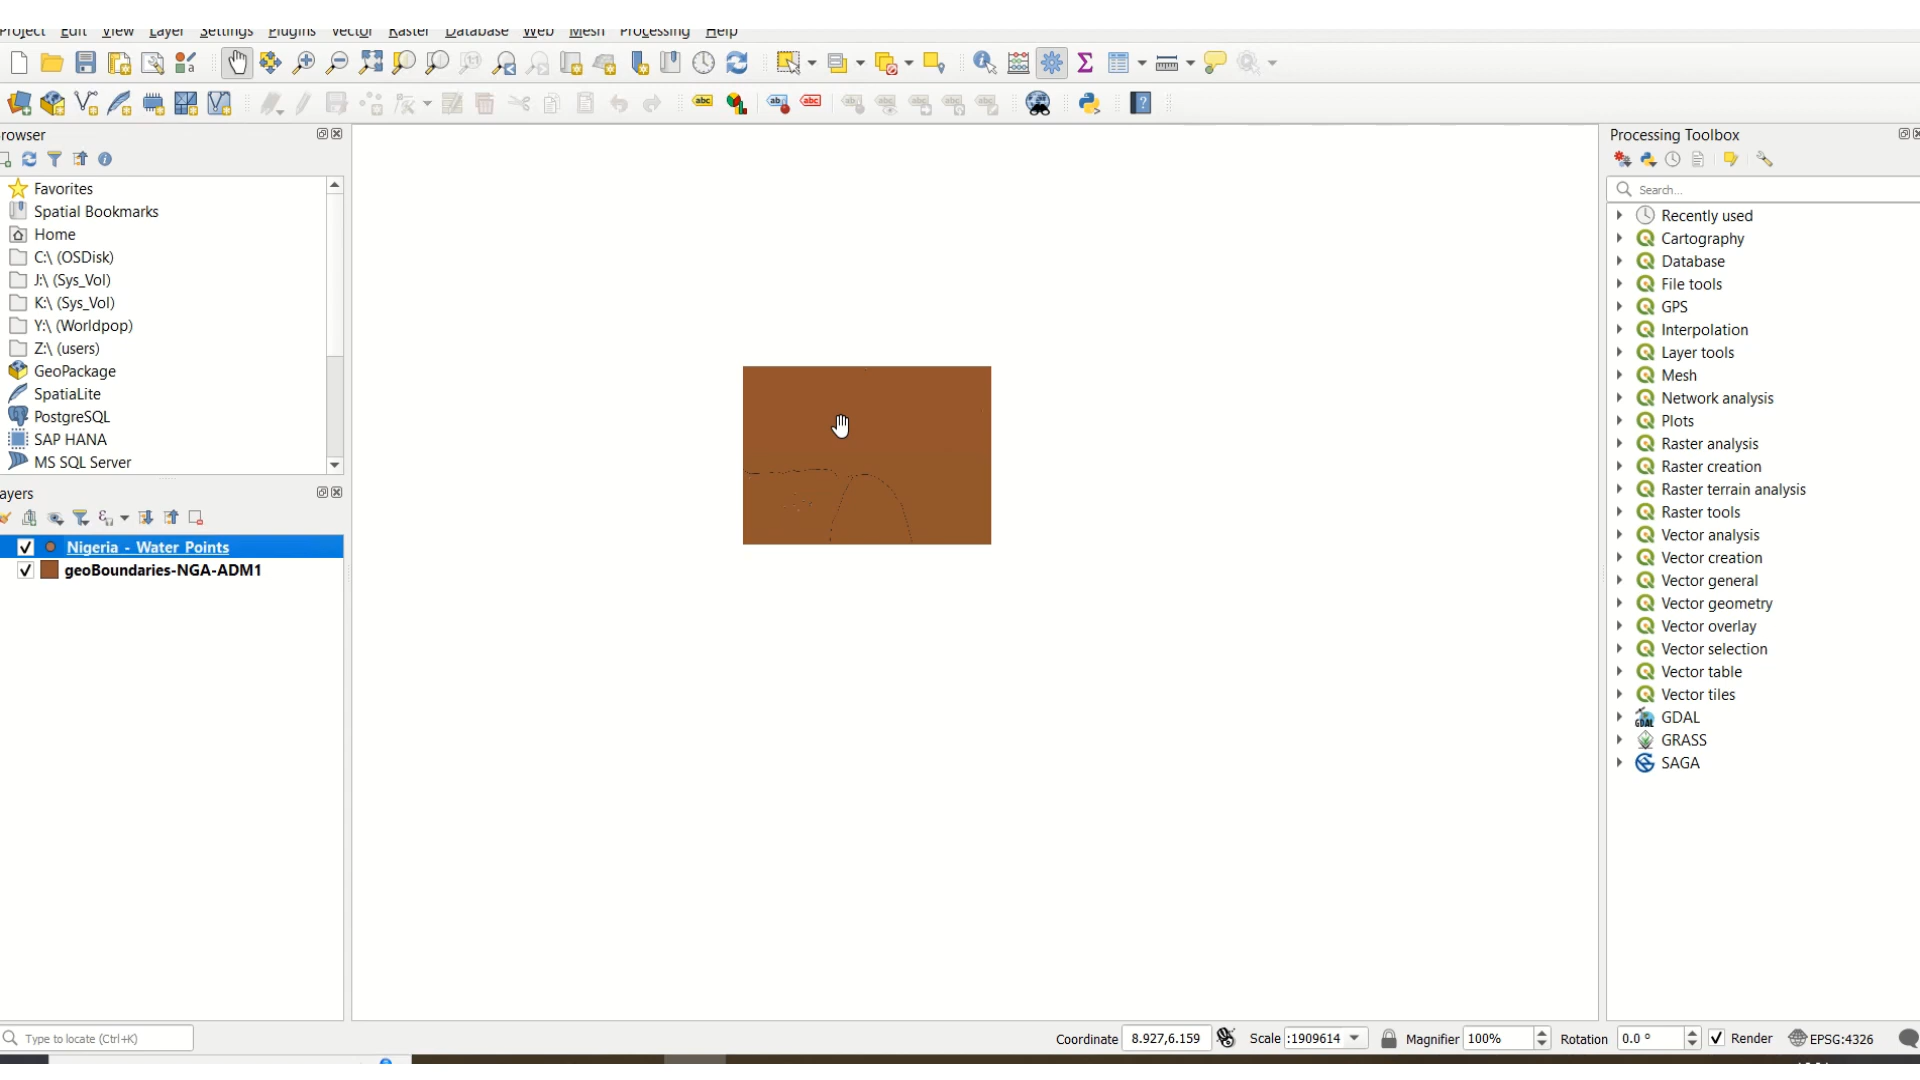 Project Edit View Layer Settings Plugins Vector Raster Database Web Mesh Processing Help
abc ab abc
rowser
Favorites
Spatial Bookmarks
Home
C:\ (OSDisk)
J:\ (Sys_Vol)
K:\ (Sys_Vol)
Y:\ (Worldpop)
Z:\ (users)
GeoPackage
SpatiaLite
PostgreSQL
SAP HANA
MS SQL Server
ayers
Nigeria - Water Points
geoBoundaries-NGA-ADM1
Processing Toolbox
Search...
Recently used
Cartography
Database
File tools
GPS
Interpolation
Layer tools
Mesh
Network analysis
Plots
Raster analysis
Raster creation
Raster terrain analysis
Raster tools
Vector analysis
Vector creation
Vector general
Vector geometry
Vector overlay
Vector selection
Vector table
Vector tiles
GDAL
GRASS
SAGA
Type to locate (Ctrl+K)
Coordinate 8.927,6.159 Scale :1909614 Magnifier 100% Rotation 0.0 ° Render EPSG:4326